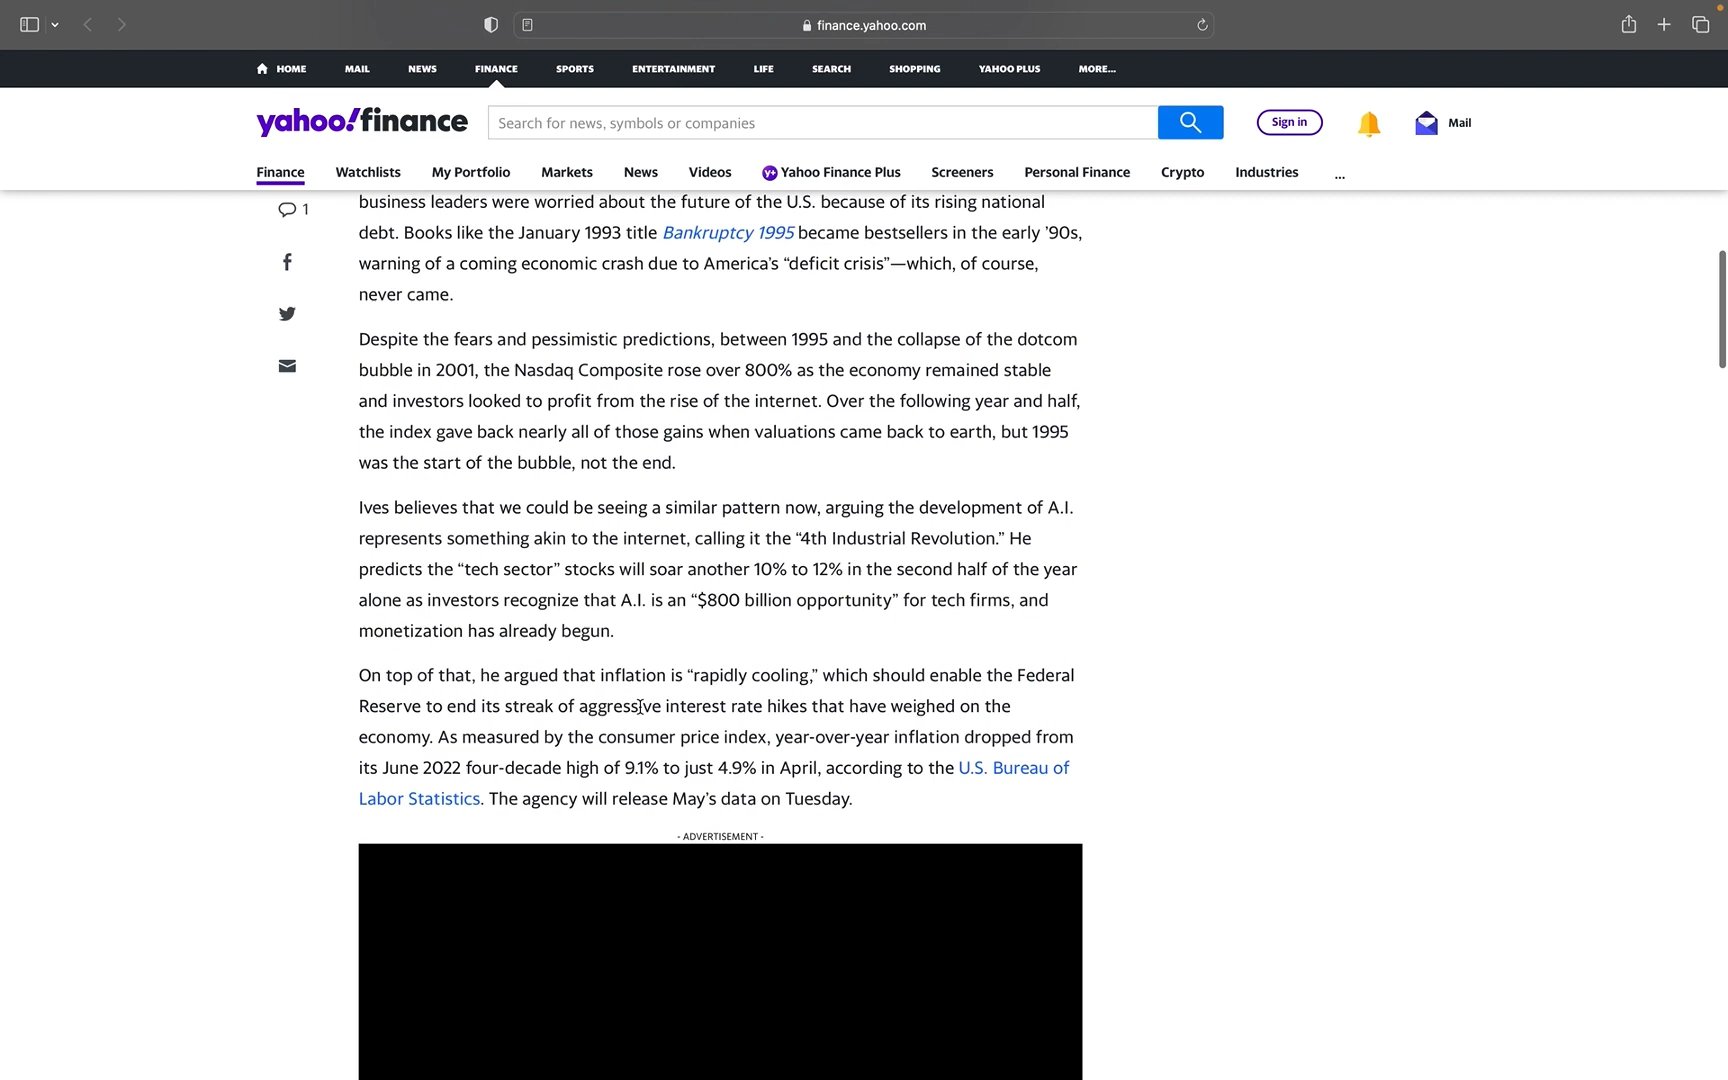 finance.yahoo.com
HOME MAIL NEWS FINANCE SPORTS ENTERTAINMENT LIFE SEARCH SHOPPING YAHOO PLUS MORE...
yahoo!finance Search for news, symbols or companies Sign in Mail
Finance Watchlists My Portfolio Markets News Videos Y+ Yahoo Finance Plus Screeners Personal Finance Crypto Industries ...
1
business leaders were worried about the future of the U.S. because of its rising national
debt. Books like the January 1993 title Bankruptcy 1995 became bestsellers in the early ’90s,
warning of a coming economic crash due to America’s “deficit crisis”—which, of course,
never came.
Despite the fears and pessimistic predictions, between 1995 and the collapse of the dotcom
bubble in 2001, the Nasdaq Composite rose over 800% as the economy remained stable
and investors looked to profit from the rise of the internet. Over the following year and half,
the index gave back nearly all of those gains when valuations came back to earth, but 1995
was the start of the bubble, not the end.
Ives believes that we could be seeing a similar pattern now, arguing the development of A.I.
represents something akin to the internet, calling it the “4th Industrial Revolution.” He
predicts the “tech sector” stocks will soar another 10% to 12% in the second half of the year
alone as investors recognize that A.I. is an “$800 billion opportunity” for tech firms, and
monetization has already begun.
On top of that, he argued that inflation is “rapidly cooling,” which should enable the Federal
Reserve to end its streak of aggressive interest rate hikes that have weighed on the
economy. As measured by the consumer price index, year-over-year inflation dropped from
its June 2022 four-decade high of 9.1% to just 4.9% in April, according to the U.S. Bureau of
Labor Statistics. The agency will release May’s data on Tuesday.
- ADVERTISEMENT -